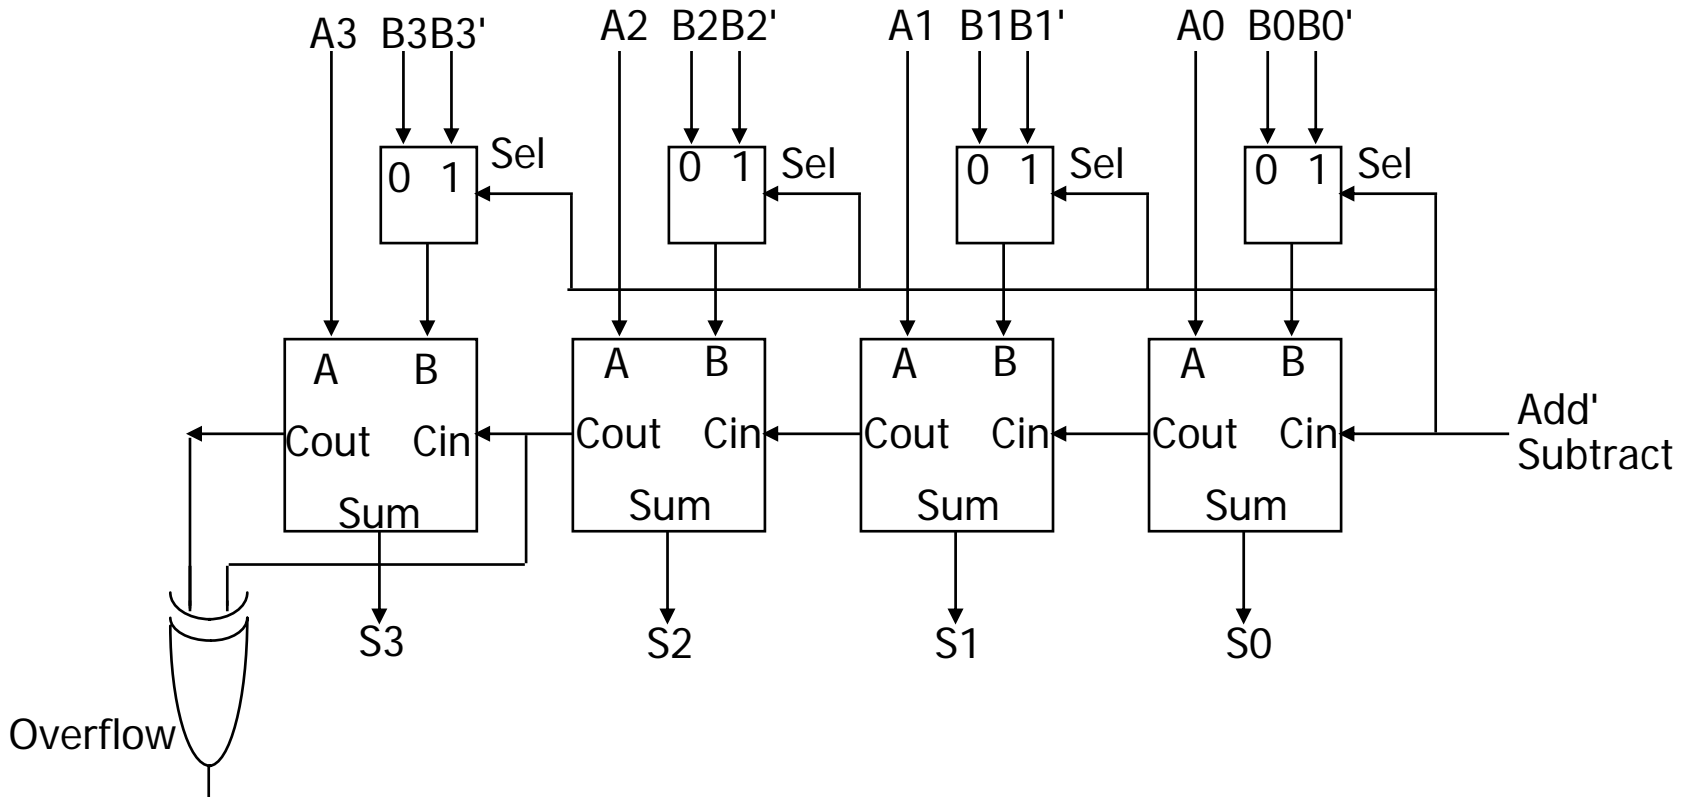 A3 B3B3' A2 B2B2' A1 B1B1' A0 B0B0'
0 1 Sel 0 1 Sel 0 1 Sel 0 1 Sel
A B A B A B A B
Cout Cin Cout Cin Cout Cin Cout Cin Add'
Subtract
Sum Sum Sum Sum
S3 S2 S1 S0
Overflow